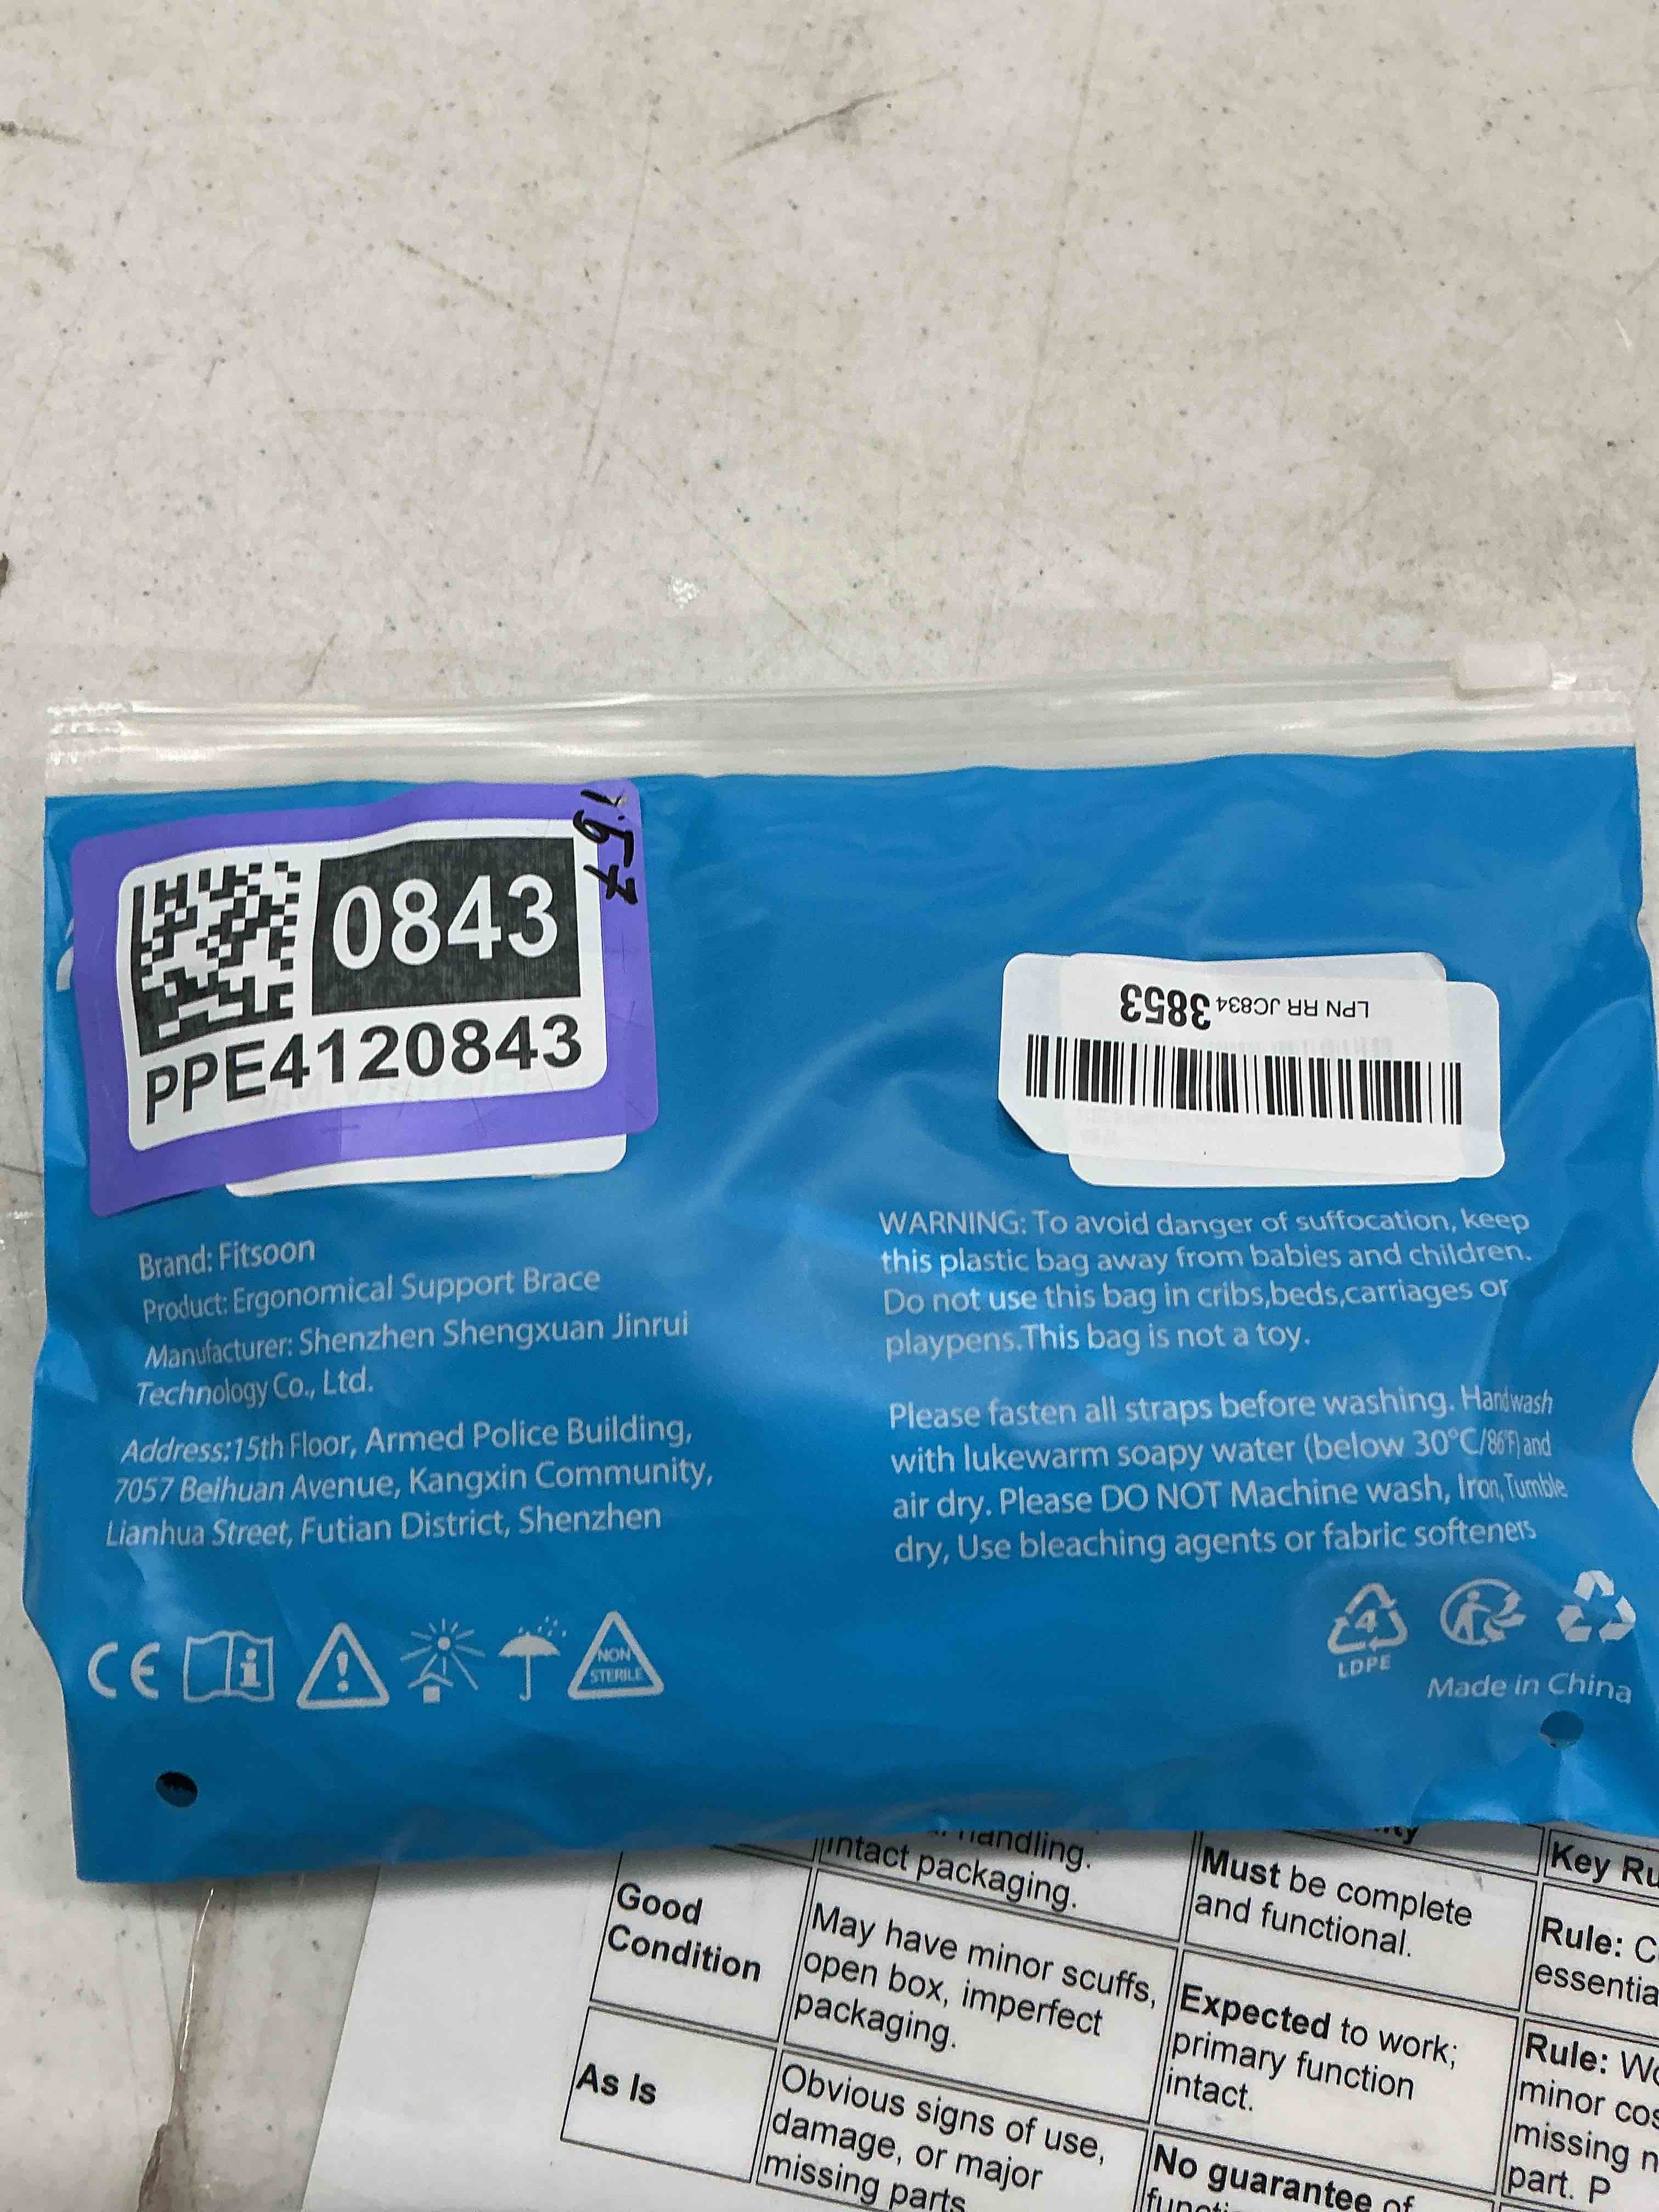 0843
PPE4120843
LPN RR JC8343853
Brand: Fitsoon
Product: Ergonomical Support Brace
Manufacturer: Shenzhen Shengxuan Jinrui
Technology Co., Ltd.
Address:15th Floor, Armed Police Building,
7057 Beihuan Avenue, Kangxin Community,
Lianhua Street, Futian District, Shenzhen
CE
NON
STERILE
WARNING: To avoid danger of suffocation, keep
this plastic bag away from babies and children.
Do not use this bag in cribs,beds,carriages or
playpens.This bag is not a toy.
Please fasten all straps before washing. Handwash
with lukewarm soapy water (below 30°C/86°F) and
air dry. Please DO NOT Machine wash, Iron, Tumble
dry, Use bleaching agents or fabric softeners
4
LDPE
Made in China
handling.
intact packaging.
Must be complete
and functional.
Key
Rule:
essentia
Good
Condition
May have minor scuffs,
open box, imperfect
packaging.
Expected to work;
primary function
intact.
Rule:
minor
missing
part. P
As Is
Obvious signs of use,
damage, or major
missing parts
No guarantee of